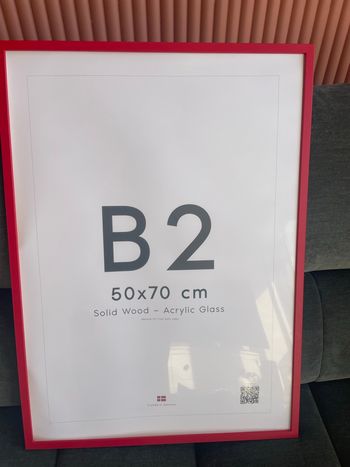 B2
50x70 cm
Solid Wood – Acrylic Glass